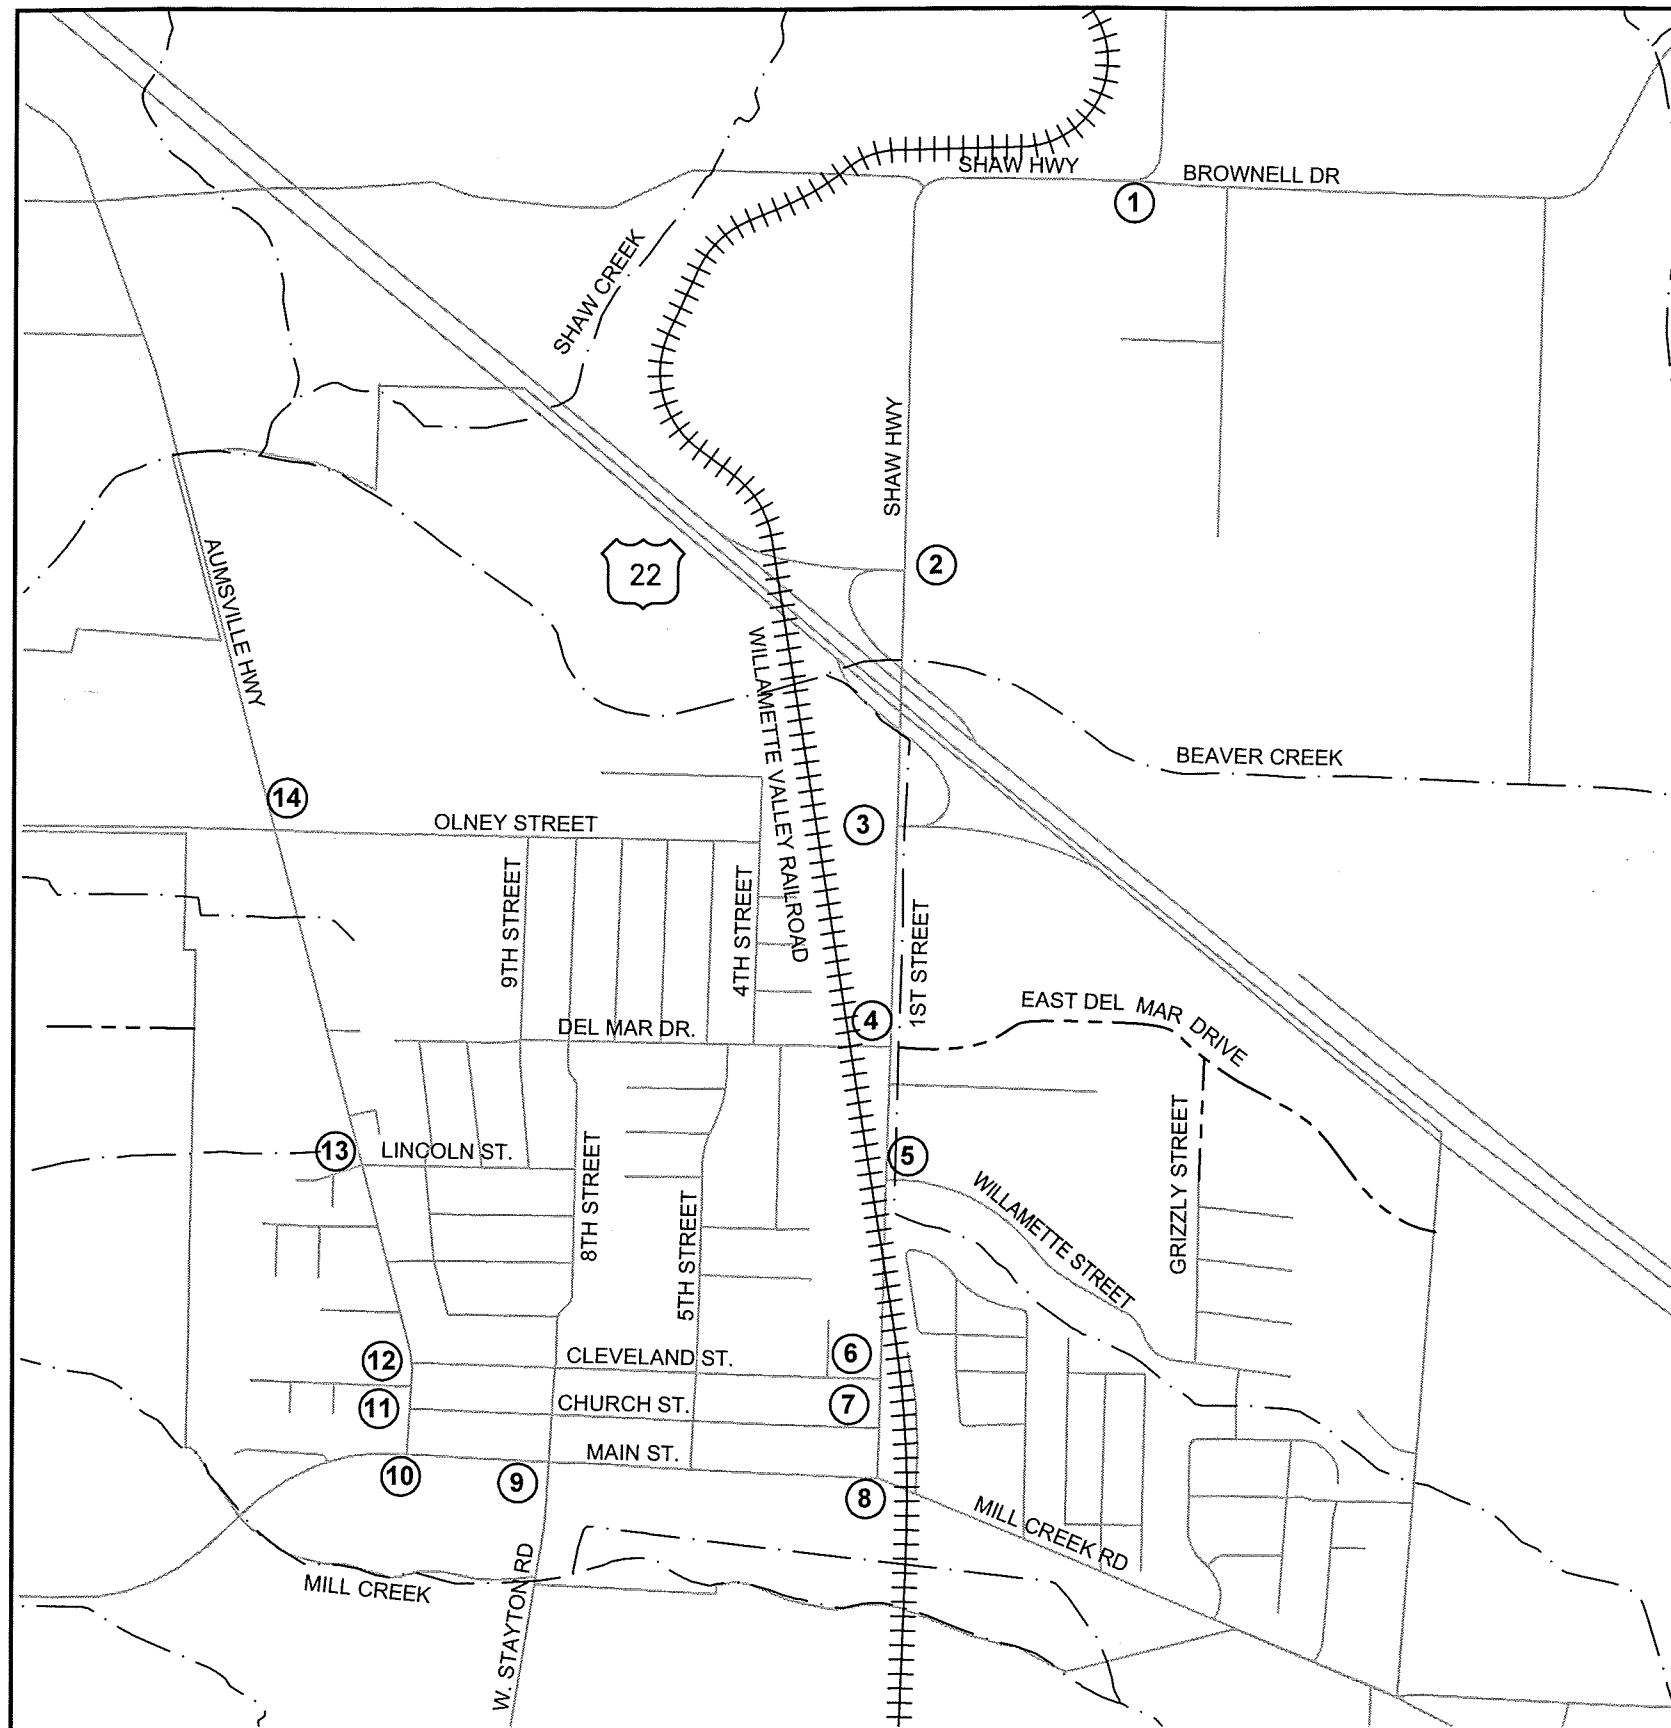 SHAW HWY
BROWNELL DR
1
SHAW CREEK
SHAW HWY
2
22
AUMSVILLE HWY
WILLAMETTE VALLEY RAILROAD
BEAVER CREEK
14
OLNEY STREET
3
9TH STREET
4TH STREET
1ST STREET
EAST DEL MAR DRIVE
4
DEL MAR DR.
13
LINCOLN ST.
8TH STREET
5
GRIZZLY STREET
WILLAMETTE STREET
5TH STREET
12
CLEVELAND ST.
6
11
CHURCH ST.
7
MAIN ST.
10
9
8
MILL CREEK RD
MILL CREEK
W. STAYTON RD